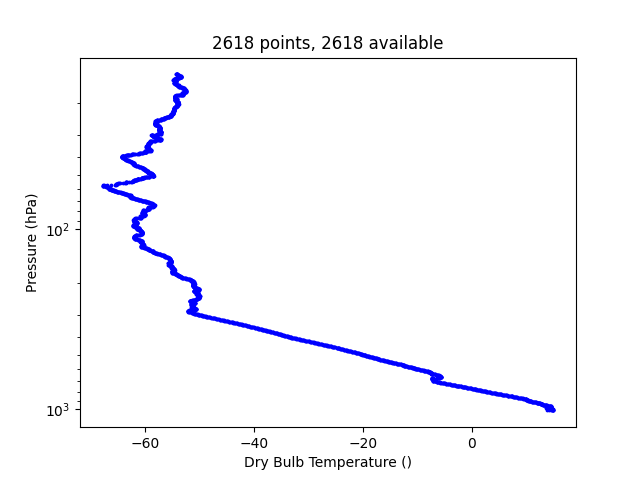 2618 points, 2618 available
Pressure (hPa)
10²
10³
−60
−40
−20
0
Dry Bulb Temperature ()